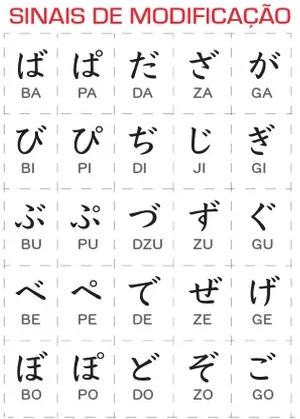 SINAIS DE MODIFICAÇÃO
ば ぱ だ ざ が
BA PA DA ZA GA
び ぴ ぢ じ ぎ
BI PI DI JI GI
ぶ ぷ づ ず ぐ
BU PU DZU ZU GU
べ ぺ で ぜ げ
BE PE DE ZE GE
ぼ ぽ ど ぞ ご
BO PO DO ZO GO